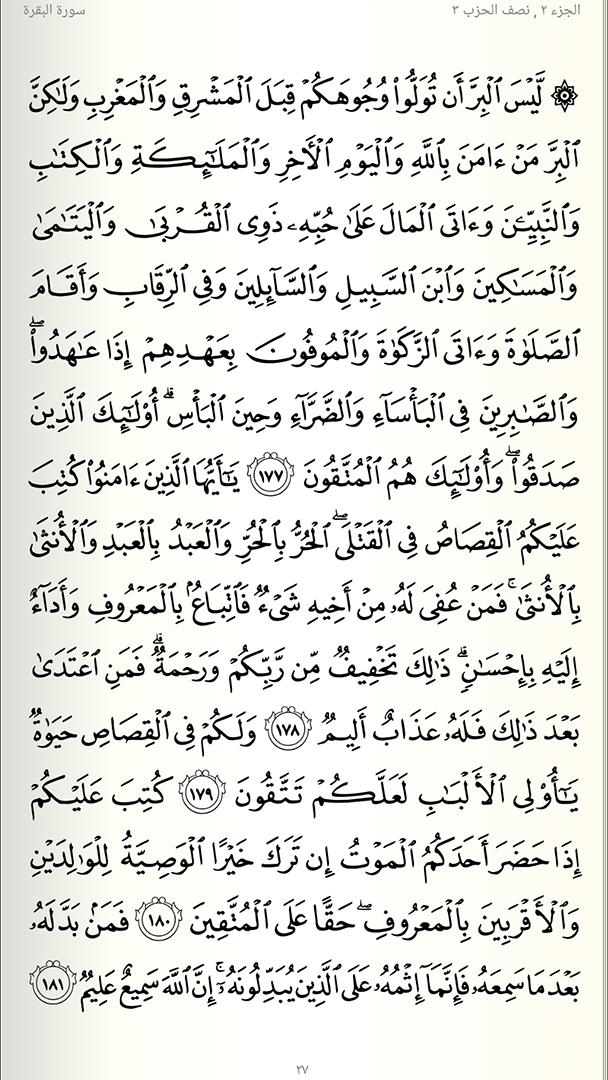 الجزء ٢ , نصف الحزب ٣
سورة البقرة
۞ لَّيْسَ ٱلْبِرَّ أَن تُوَلُّوا۟ وُجُوهَكُمْ قِبَلَ ٱلْمَشْرِقِ وَٱلْمَغْرِبِ وَلَـٰكِنَّ
ٱلْبِرَّ مَنْ ءَامَنَ بِٱللَّهِ وَٱلْيَوْمِ ٱلْـَٔاخِرِ وَٱلْمَلَـٰٓئِكَةِ وَٱلْكِتَـٰبِ
وَٱلنَّبِيِّـۧنَ وَءَاتَى ٱلْمَالَ عَلَىٰ حُبِّهِۦ ذَوِى ٱلْقُرْبَىٰ وَٱلْيَتَـٰمَىٰ
وَٱلْمَسَـٰكِينَ وَٱبْنَ ٱلسَّبِيلِ وَٱلسَّآئِلِينَ وَفِى ٱلرِّقَابِ وَأَقَامَ
ٱلصَّلَوٰةَ وَءَاتَى ٱلزَّكَوٰةَ وَٱلْمُوفُونَ بِعَهْدِهِمْ إِذَا عَـٰهَدُوا۟ ۖ
وَٱلصَّـٰبِرِينَ فِى ٱلْبَأْسَآءِ وَٱلضَّرَّآءِ وَحِينَ ٱلْبَأْسِ ۗ أُو۟لَـٰٓئِكَ ٱلَّذِينَ
صَدَقُوا۟ ۖ وَأُو۟لَـٰٓئِكَ هُمُ ٱلْمُتَّقُونَ ١٧٧ يَـٰٓأَيُّهَا ٱلَّذِينَ ءَامَنُوا۟ كُتِبَ
عَلَيْكُمُ ٱلْقِصَاصُ فِى ٱلْقَتْلَى ۖ ٱلْحُرُّ بِٱلْحُرِّ وَٱلْعَبْدُ بِٱلْعَبْدِ وَٱلْأُنثَىٰ
بِٱلْأُنثَىٰ ۚ فَمَنْ عُفِىَ لَهُۥ مِنْ أَخِيهِ شَىْءٌ فَٱتِّبَاعٌۢ بِٱلْمَعْرُوفِ وَأَدَآءٌ
إِلَيْهِ بِإِحْسَـٰنٍ ۗ ذَٰلِكَ تَخْفِيفٌ مِّن رَّبِّكُمْ وَرَحْمَةٌ ۗ فَمَنِ ٱعْتَدَىٰ
بَعْدَ ذَٰلِكَ فَلَهُۥ عَذَابٌ أَلِيمٌ ١٧٨ وَلَكُمْ فِى ٱلْقِصَاصِ حَيَوٰةٌ
يَـٰٓأُو۟لِى ٱلْأَلْبَـٰبِ لَعَلَّكُمْ تَتَّقُونَ ١٧٩ كُتِبَ عَلَيْكُمْ
إِذَا حَضَرَ أَحَدَكُمُ ٱلْمَوْتُ إِن تَرَكَ خَيْرًا ٱلْوَصِيَّةُ لِلْوَٰلِدَيْنِ
وَٱلْأَقْرَبِينَ بِٱلْمَعْرُوفِ ۖ حَقًّا عَلَى ٱلْمُتَّقِينَ ١٨٠ فَمَنۢ بَدَّلَهُۥ
بَعْدَ مَا سَمِعَهُۥ فَإِنَّمَآ إِثْمُهُۥ عَلَى ٱلَّذِينَ يُبَدِّلُونَهُۥٓ ۚ إِنَّ ٱللَّهَ سَمِيعٌ عَلِيمٌ ١٨١
٢٧